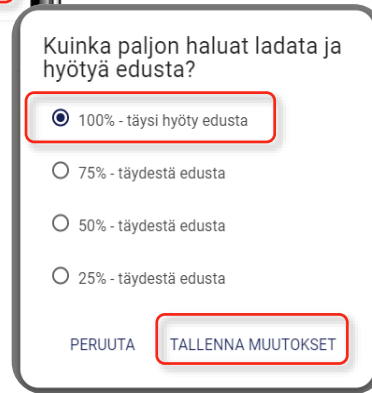 Kuinka paljon haluat ladata ja
hyötyä edusta?
100% - täysi hyöty edusta
75% - täydestä edusta
50% - täydestä edusta
25% - täydestä edusta
PERUUTA TALLENNA MUUTOKSET